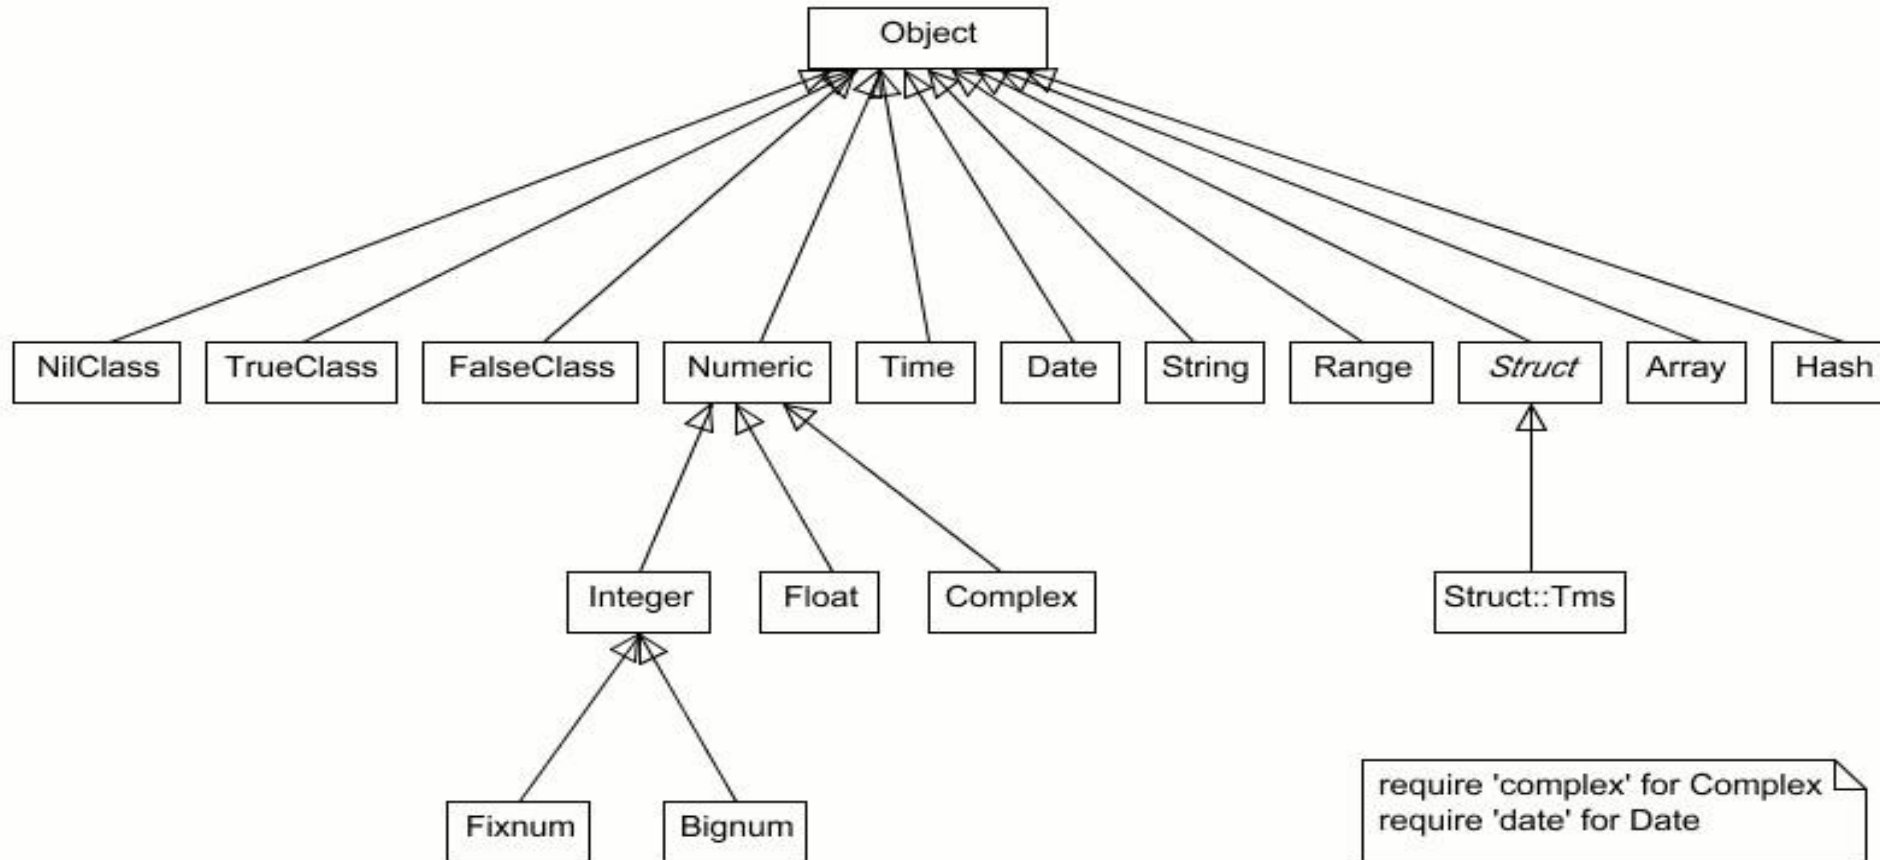 Object
NilClass
TrueClass
FalseClass
Numeric
Time
Date
String
Range
Struct
Array
Hash
Integer
Float
Complex
Struct::Tms
Fixnum
Bignum
require 'complex' for Complex
require 'date' for Date